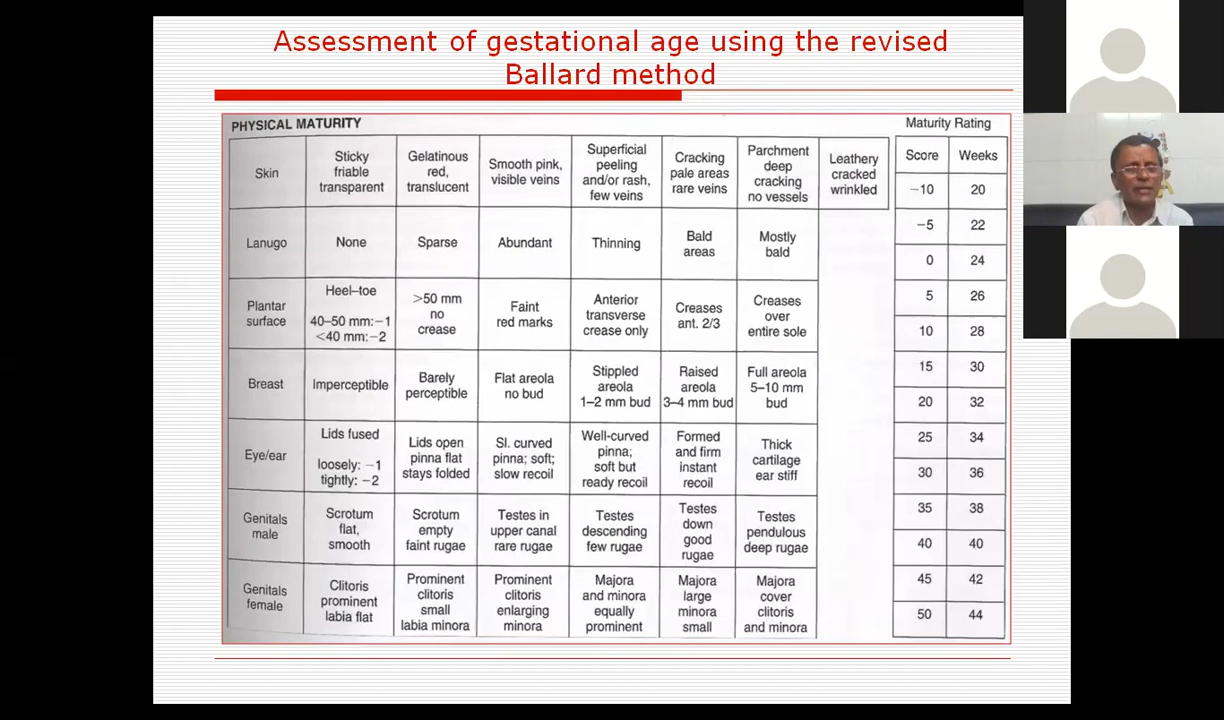 Assessment of gestational age using the revised
Ballard method
PHYSICAL MATURITY
Maturity Rating
Skin
Sticky
friable
transparent
Gelatinous
red,
translucent
Smooth pink,
visible veins
Superficial
peeling
and/or rash,
few veins
Cracking
pale areas
rare veins
Parchment
deep
cracking
no vessels
Leathery
cracked
wrinkled
Lanugo
None
Sparse
Abundant
Thinning
Bald
areas
Mostly
bald
Plantar
surface
Heel–toe
40–50 mm:−1
<40 mm:−2
>50 mm
no
crease
Faint
red marks
Anterior
transverse
crease only
Creases
ant. 2/3
Creases
over
entire sole
Breast
Imperceptible
Barely
perceptible
Flat areola
no bud
Stippled
areola
1–2 mm bud
Raised
areola
3–4 mm bud
Full areola
5–10 mm
bud
Eye/ear
Lids fused
loosely: −1
tightly: −2
Lids open
pinna flat
stays folded
Sl. curved
pinna; soft;
slow recoil
Well-curved
pinna;
soft but
ready recoil
Formed
and firm
instant
recoil
Thick
cartilage
ear stiff
Genitals
male
Scrotum
flat,
smooth
Scrotum
empty
faint rugae
Testes in
upper canal
rare rugae
Testes
descending
few rugae
Testes
down
good
rugae
Testes
pendulous
deep rugae
Genitals
female
Clitoris
prominent
labia flat
Prominent
clitoris
small
labia minora
Prominent
clitoris
enlarging
minora
Majora
and minora
equally
prominent
Majora
large
minora
small
Majora
cover
clitoris
and minora
Score Weeks
−10 20
−5 22
0 24
5 26
10 28
15 30
20 32
25 34
30 36
35 38
40 40
45 42
50 44